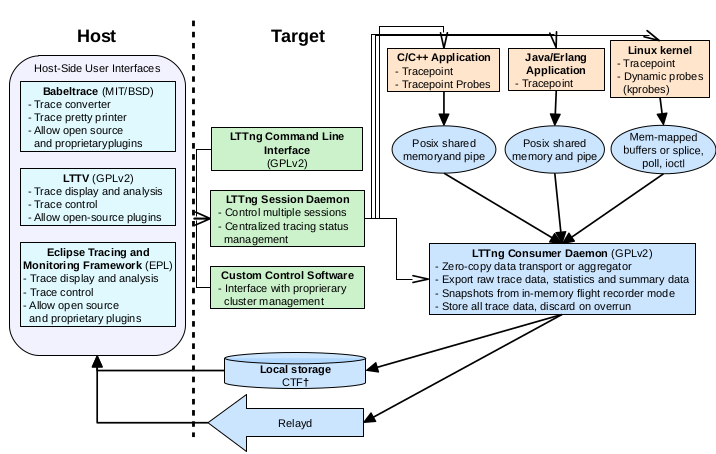 Host
Target
Host-Side User Interfaces
Babeltrace (MIT/BSD)
- Trace converter
- Trace pretty printer
- Allow open source
and proprietaryplugins
LTTV (GPLv2)
- Trace display and analysis
- Trace control
- Allow open-source plugins
Eclipse Tracing and
Monitoring Framework (EPL)
- Trace display and analysis
- Trace control
- Allow open source
and proprietary plugins
LTTng Command Line
Interface
(GPLv2)
LTTng Session Daemon
- Control multiple sessions
- Centralized tracing status
management
Custom Control Software
- Interface with proprierary
cluster management
C/C++ Application
- Tracepoint
- Tracepoint Probes
Java/Erlang
Application
- Tracepoint
Linux kernel
- Tracepoint
- Dynamic probes
(kprobes)
Posix shared
memoryand pipe
Posix shared
memory and pipe
Mem-mapped
buffers or splice,
poll, ioctl
LTTng Consumer Daemon (GPLv2)
- Zero-copy data transport or aggregator
- Export raw trace data, statistics and summary data
- Snapshots from in-memory flight recorder mode
- Store all trace data, discard on overrun
Local storage
CTF†
Relayd